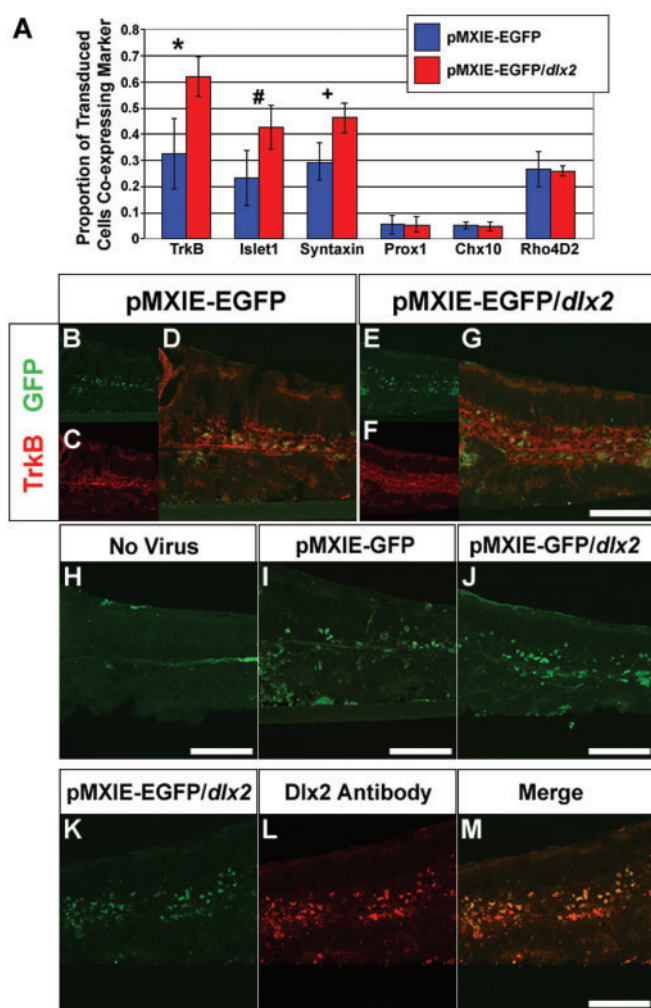 A
pMXIE-EGFP
pMXIE-EGFP/dlx2
Proportion of Transduced
Cells Co-expressing Marker
0.8
0.7
0.6
0.5
0.4
0.3
0.2
0.1
0
*
#
+
TrkB Islet1 Syntaxin Prox1 Chx10 Rho4D2
pMXIE-EGFP pMXIE-EGFP/dlx2
TrkB GFP
B D E G
C F
No Virus pMXIE-GFP pMXIE-GFP/dlx2
H I J
pMXIE-EGFP/dlx2 Dlx2 Antibody Merge
K L M